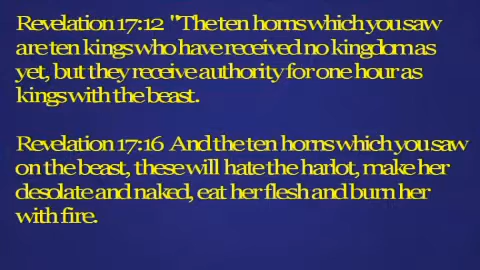 Revelation 17:12 "The ten horns which you saw
are ten kings who have received no kingdom as
yet, but they receive authority for one hour as
kings with the beast.
Revelation 17:16 And the ten horns which you saw
on the beast, these will hate the harlot, make her
desolate and naked, eat her flesh and burn her
with fire.